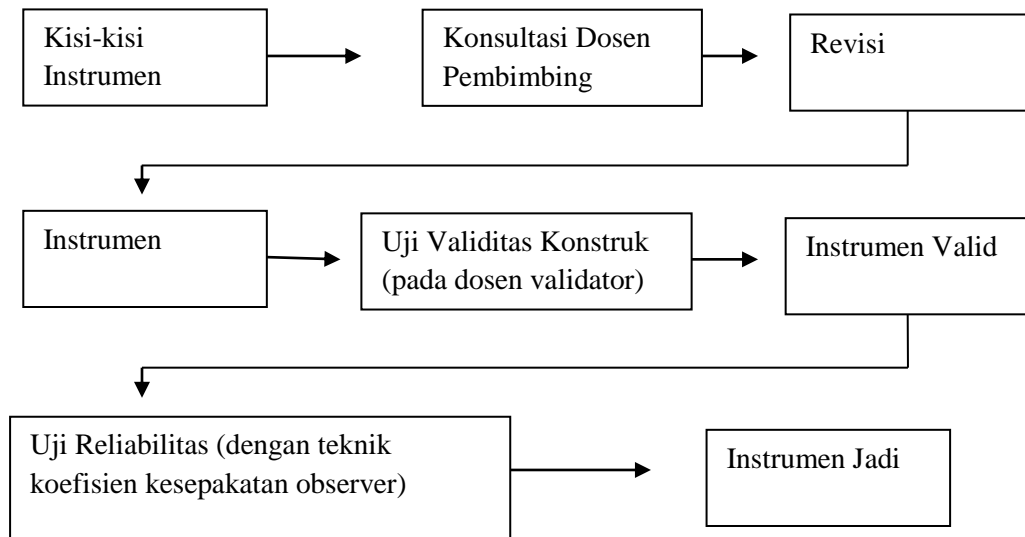 Kisi-kisi
Instrumen
Konsultasi Dosen
Pembimbing
Revisi
Instrumen
Uji Validitas Konstruk
(pada dosen validator)
Instrumen Valid
Uji Reliabilitas (dengan teknik
koefisien kesepakatan observer)
Instrumen Jadi